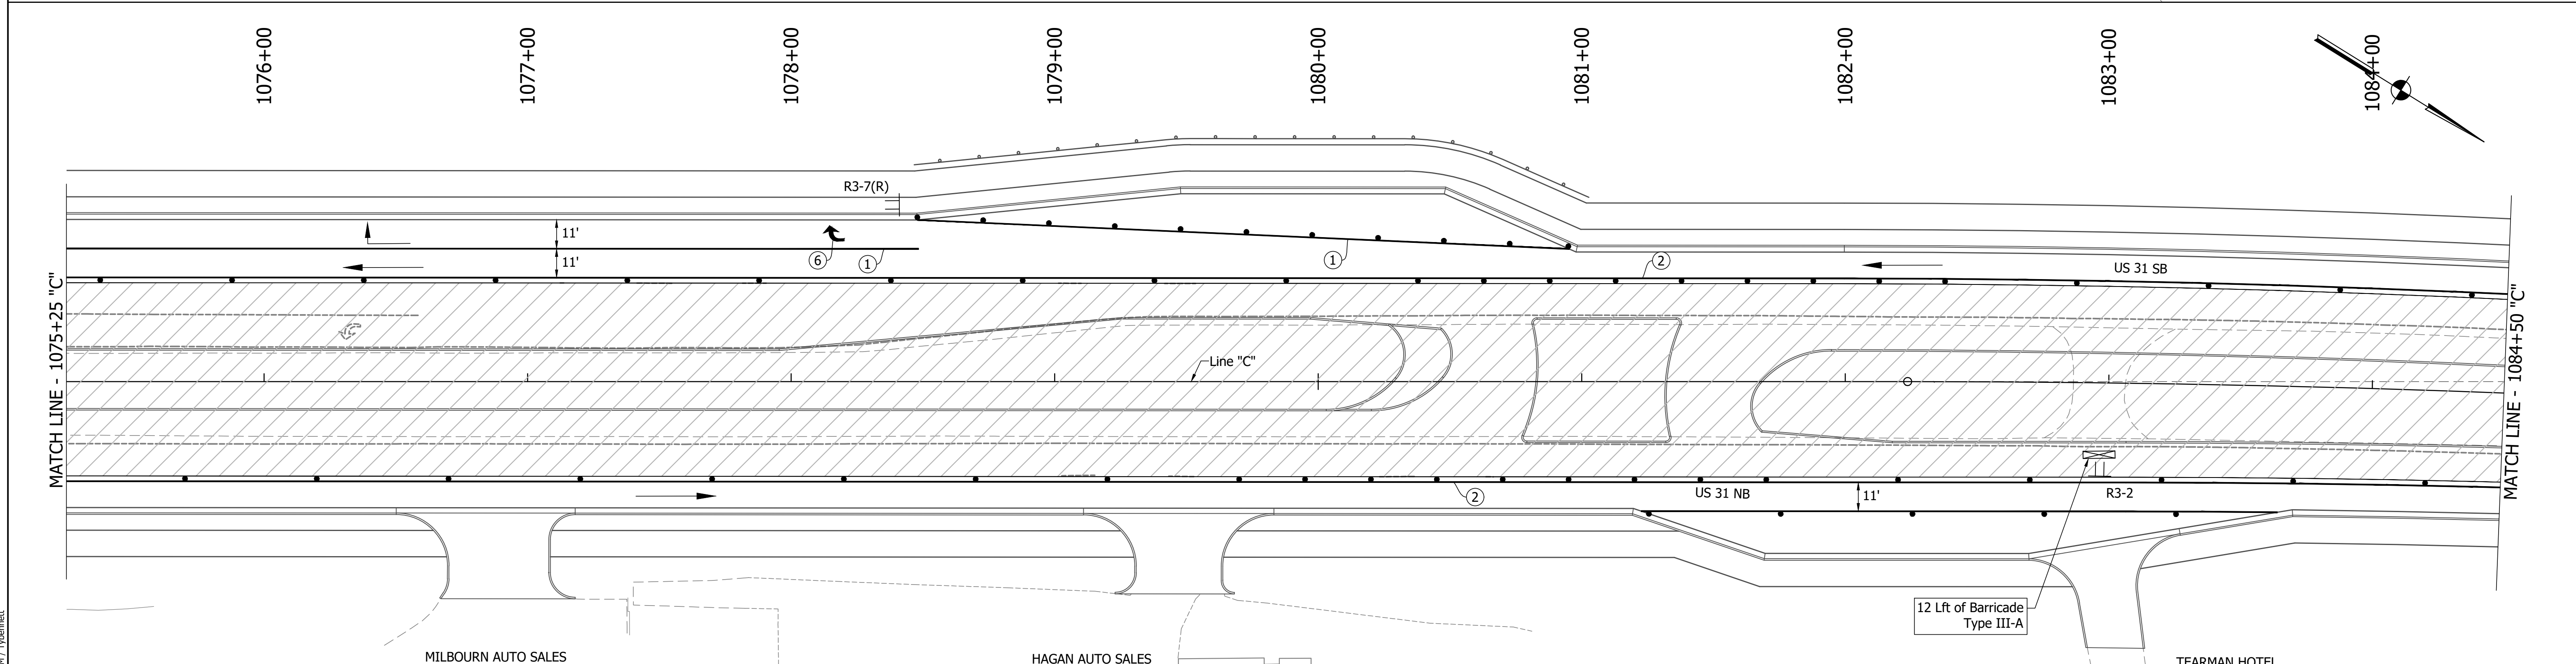 1076+00
1077+00
1078+00
1079+00
1080+00
1081+00
1082+00
1083+00
1084+00
R3-7(R)
11'
11'
6
1
1
2
US 31 SB
MATCH LINE - 1075+25 "C"
Line "C"
MATCH LINE - 1084+50 "C"
2
US 31 NB
11'
R3-2
12 Lft of Barricade
Type III-A
MILBOURN AUTO SALES
HAGAN AUTO SALES
TEARMAN HOTEL